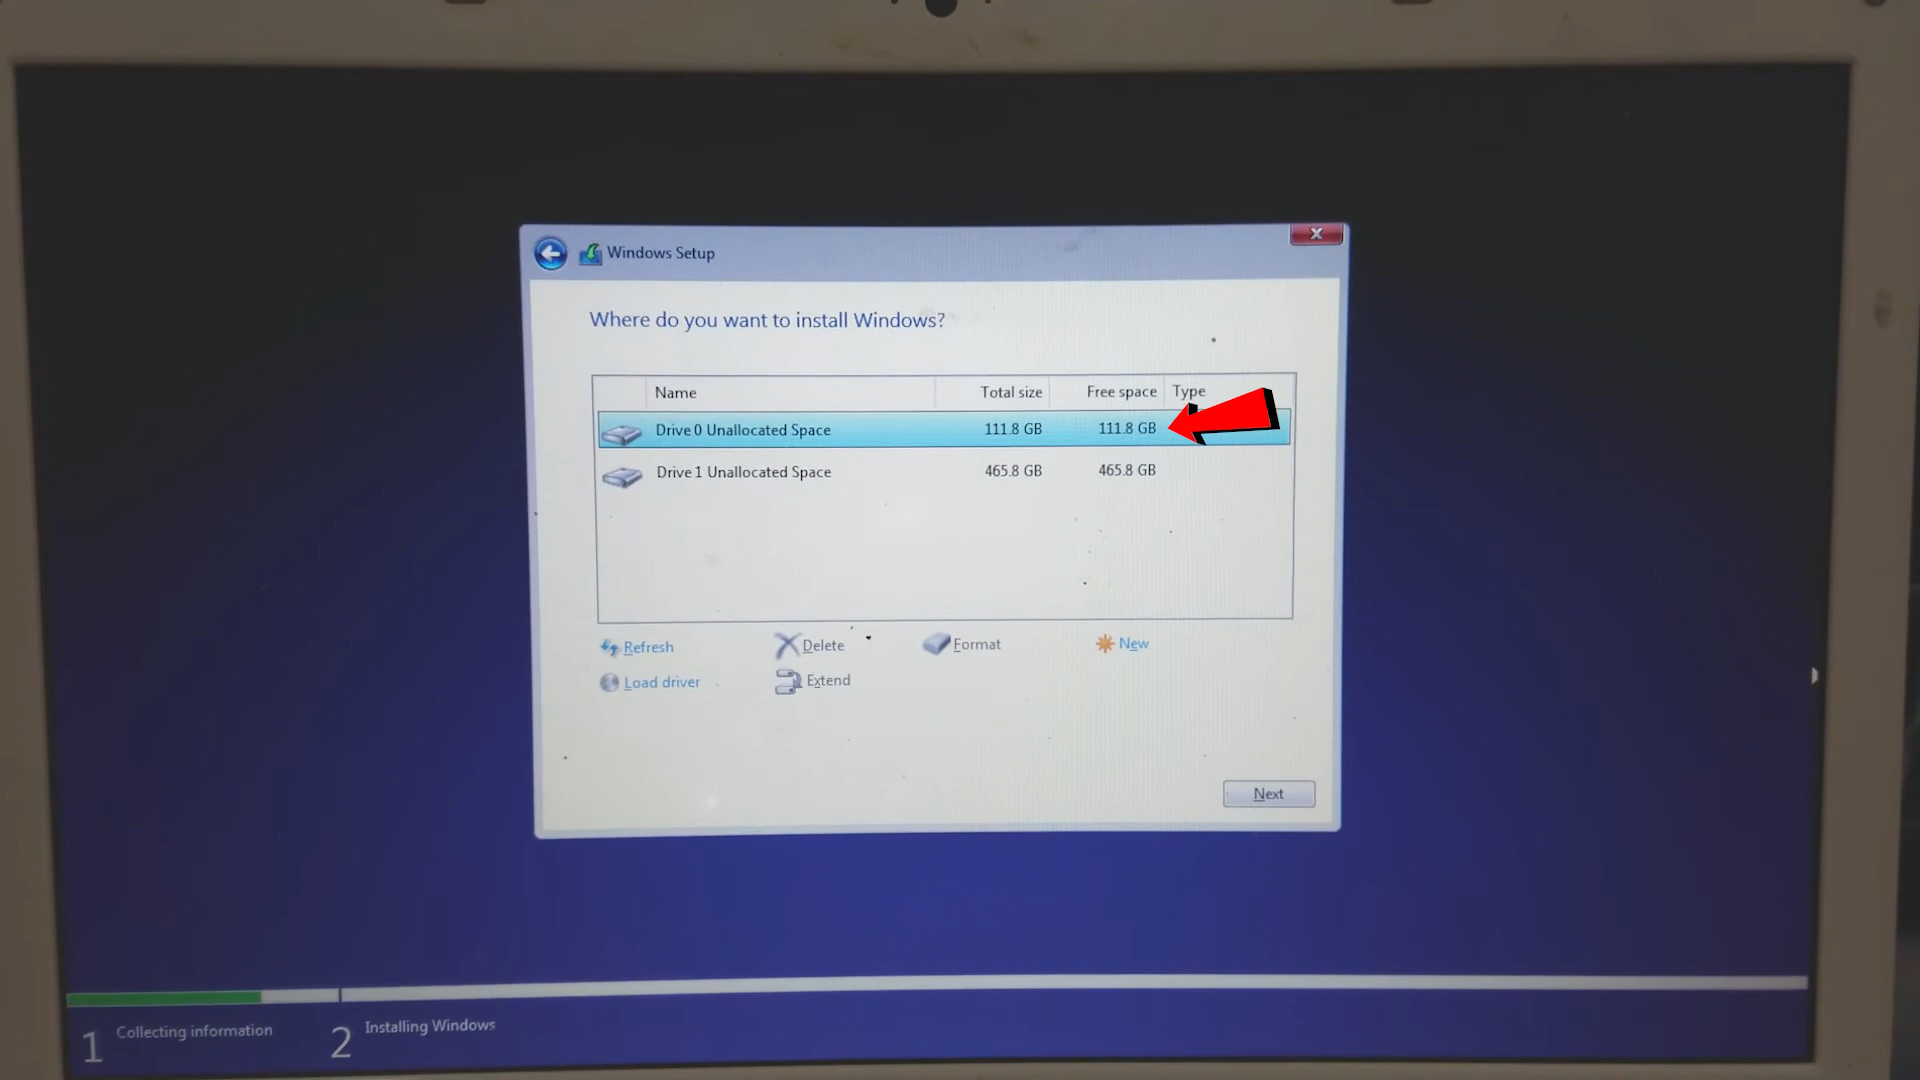 Windows Setup
Where do you want to install Windows?
Name Total size Free space Type
Drive 0 Unallocated Space 111.8 GB 111.8 GB
Drive 1 Unallocated Space 465.8 GB 465.8 GB
Refresh Delete Format New
Load driver Extend
Next
1 Collecting information 2 Installing Windows